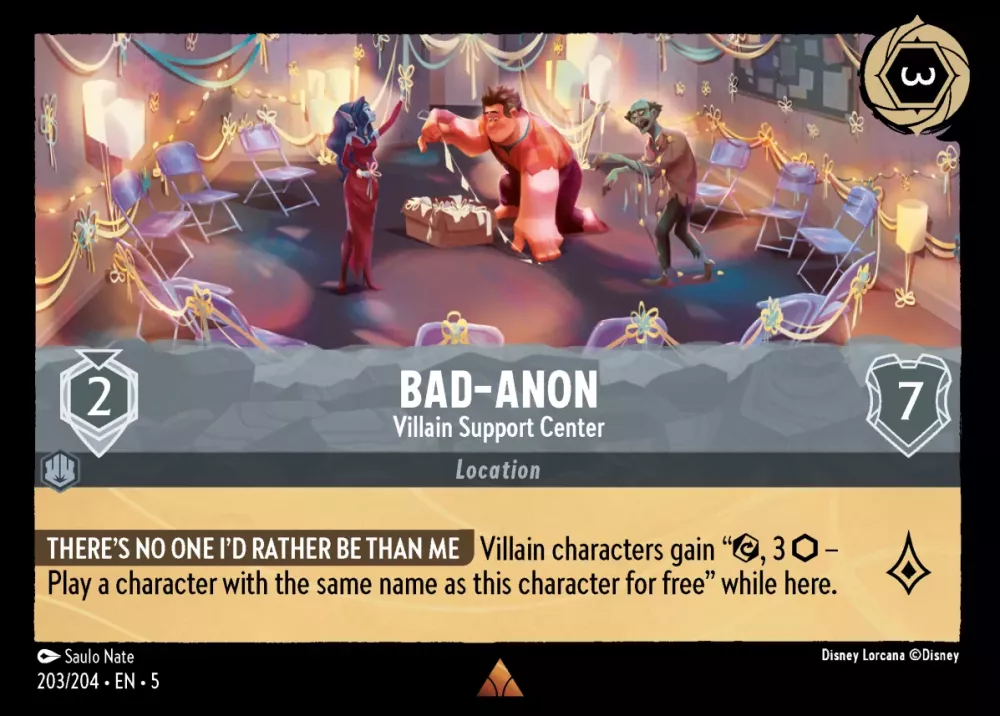 3
2
BAD-ANON
7
Villain Support Center
Location
THERE'S NO ONE I'D RATHER BE THAN ME Villain characters gain “, 3 –
Play a character with the same name as this character for free” while here.
Saulo Nate
Disney Lorcana ©Disney
203/204 • EN • 5